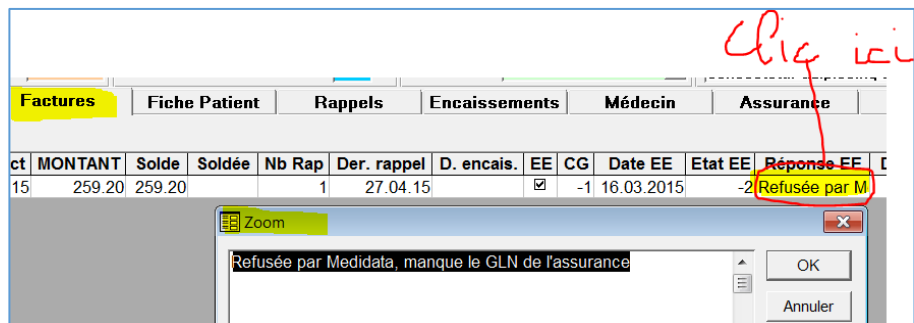 Clic ici
Factures Fiche Patient Rappels Encaissements Médecin Assurance
ct MONTANT Solde Soldée Nb Rap Der. rappel D. encais. EE CG Date EE Etat EE Réponse EE D
15 259.20 259.20 1 27.04.15 -1 16.03.2015 -2 Refusée par M
Zoom
Refusée par Medidata, manque le GLN de l'assurance
OK
Annuler